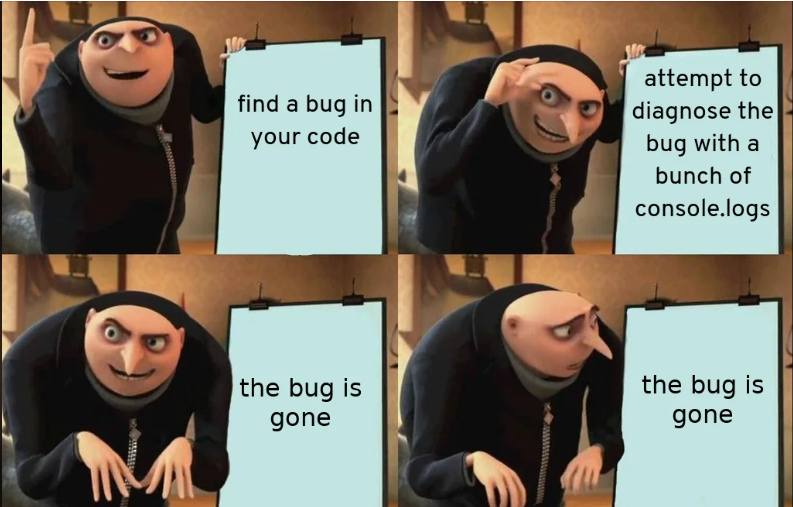 find a bug in
your code
attempt to
diagnose the
bug with a
bunch of
console.logs
the bug is
gone
the bug is
gone